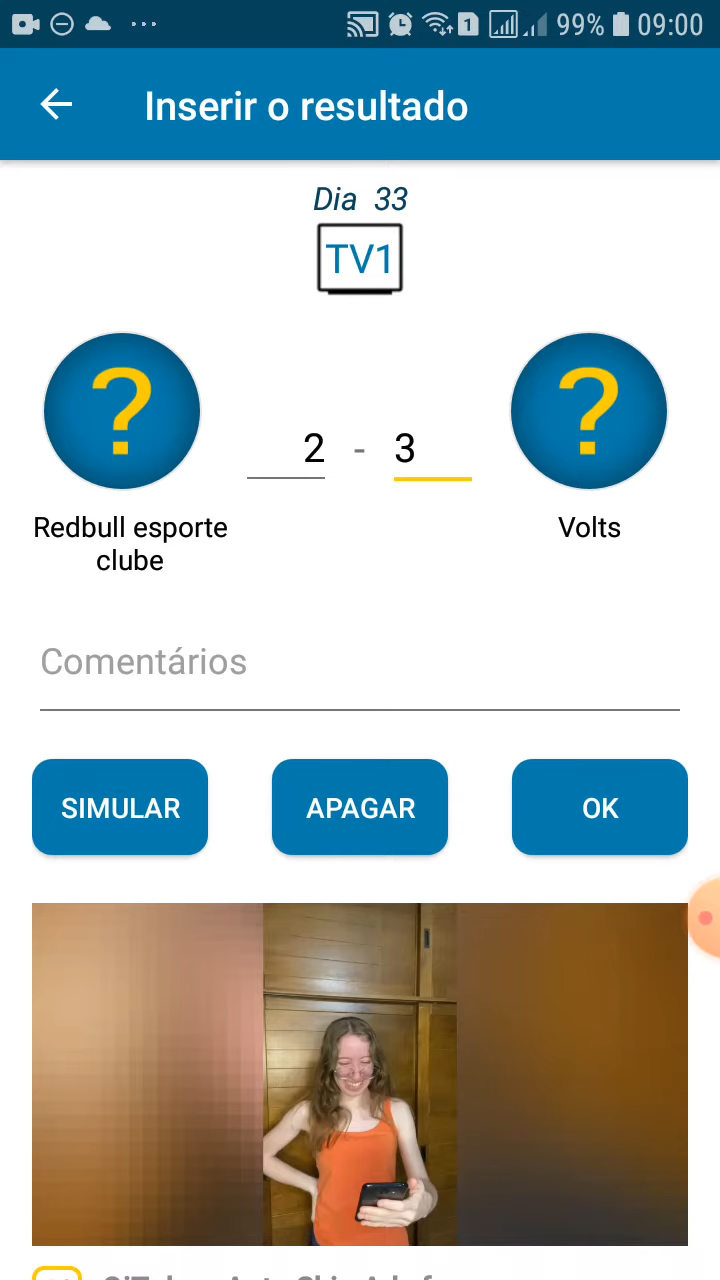 99% 09:00
Inserir o resultado
Dia 33
TV1
2 - 3
Redbull esporte
clube
Volts
Comentários
SIMULAR APAGAR OK